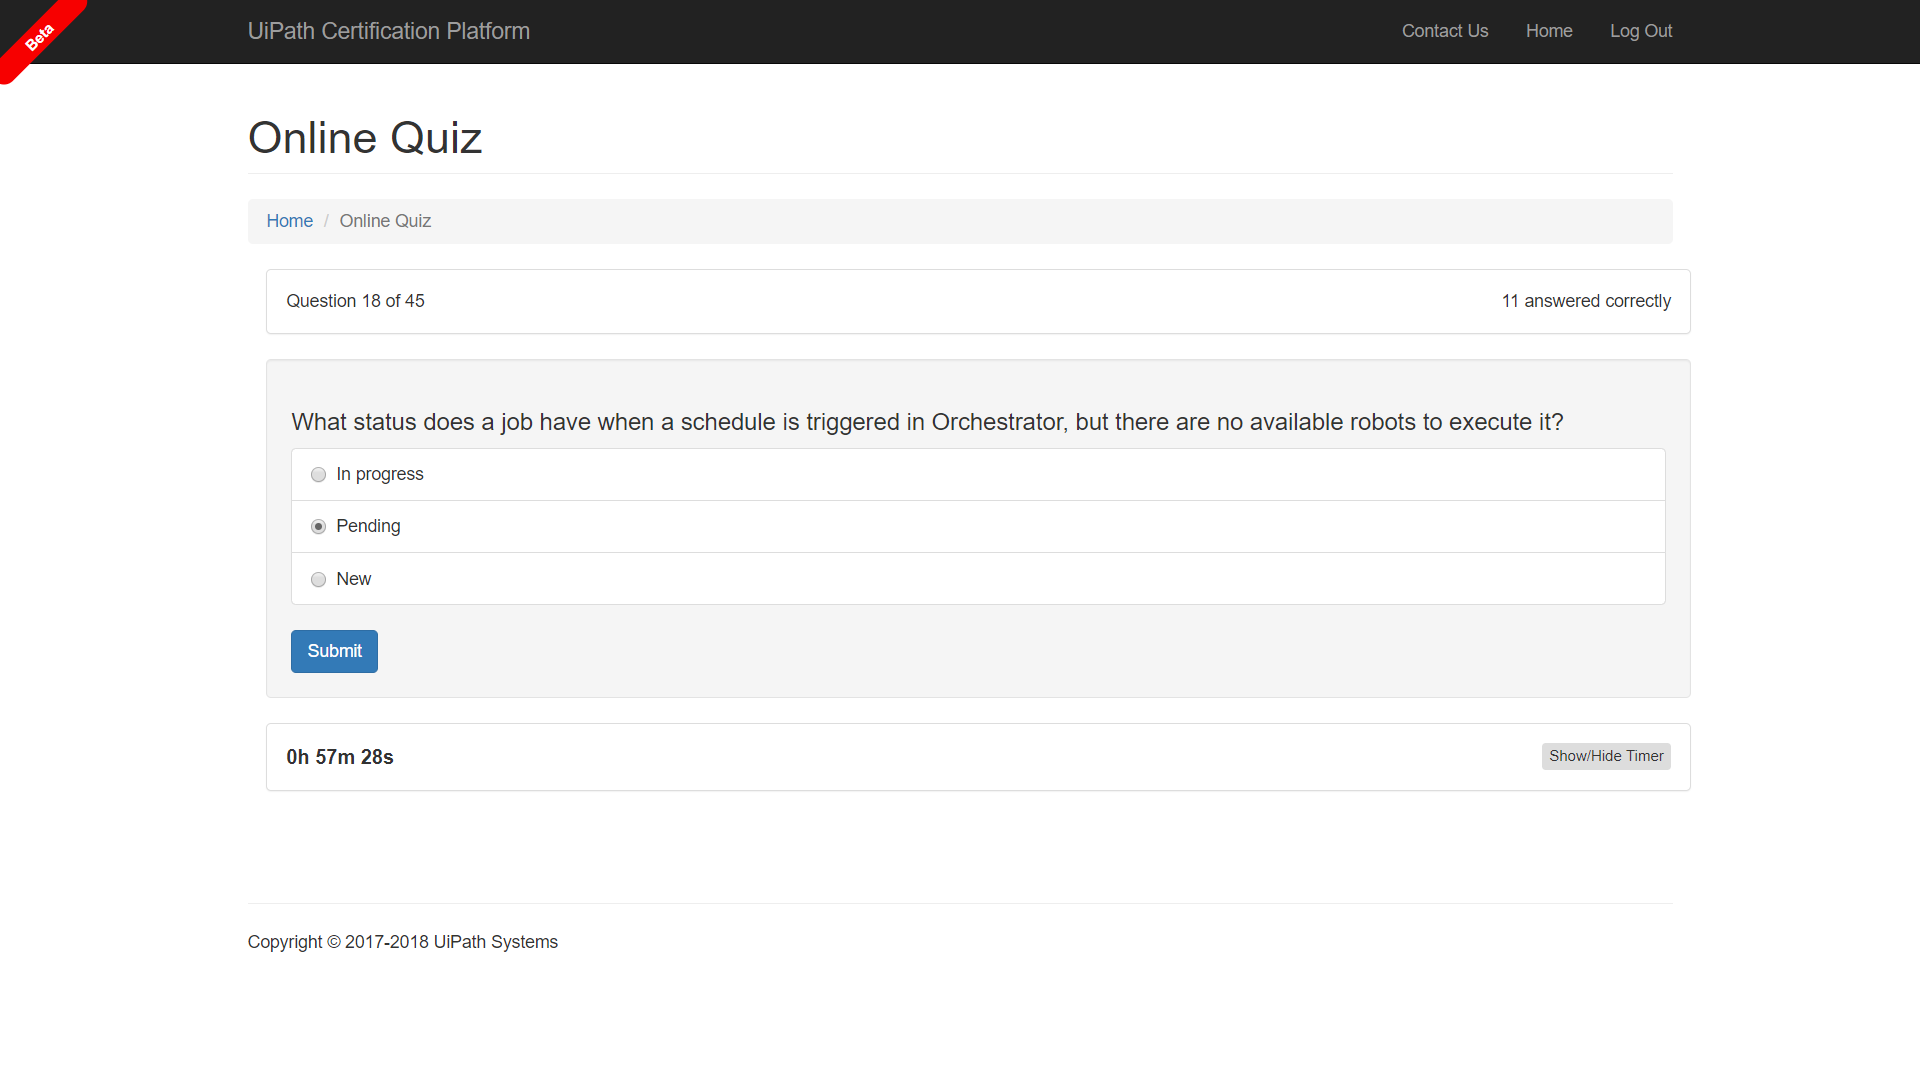 Beta
UiPath Certification Platform
Contact Us
Home
Log Out
Online Quiz
Home / Online Quiz
Question 18 of 45
11 answered correctly
What status does a job have when a schedule is triggered in Orchestrator, but there are no available robots to execute it?
In progress
Pending
New
Submit
0h 57m 28s
Show/Hide Timer
Copyright © 2017-2018 UiPath Systems